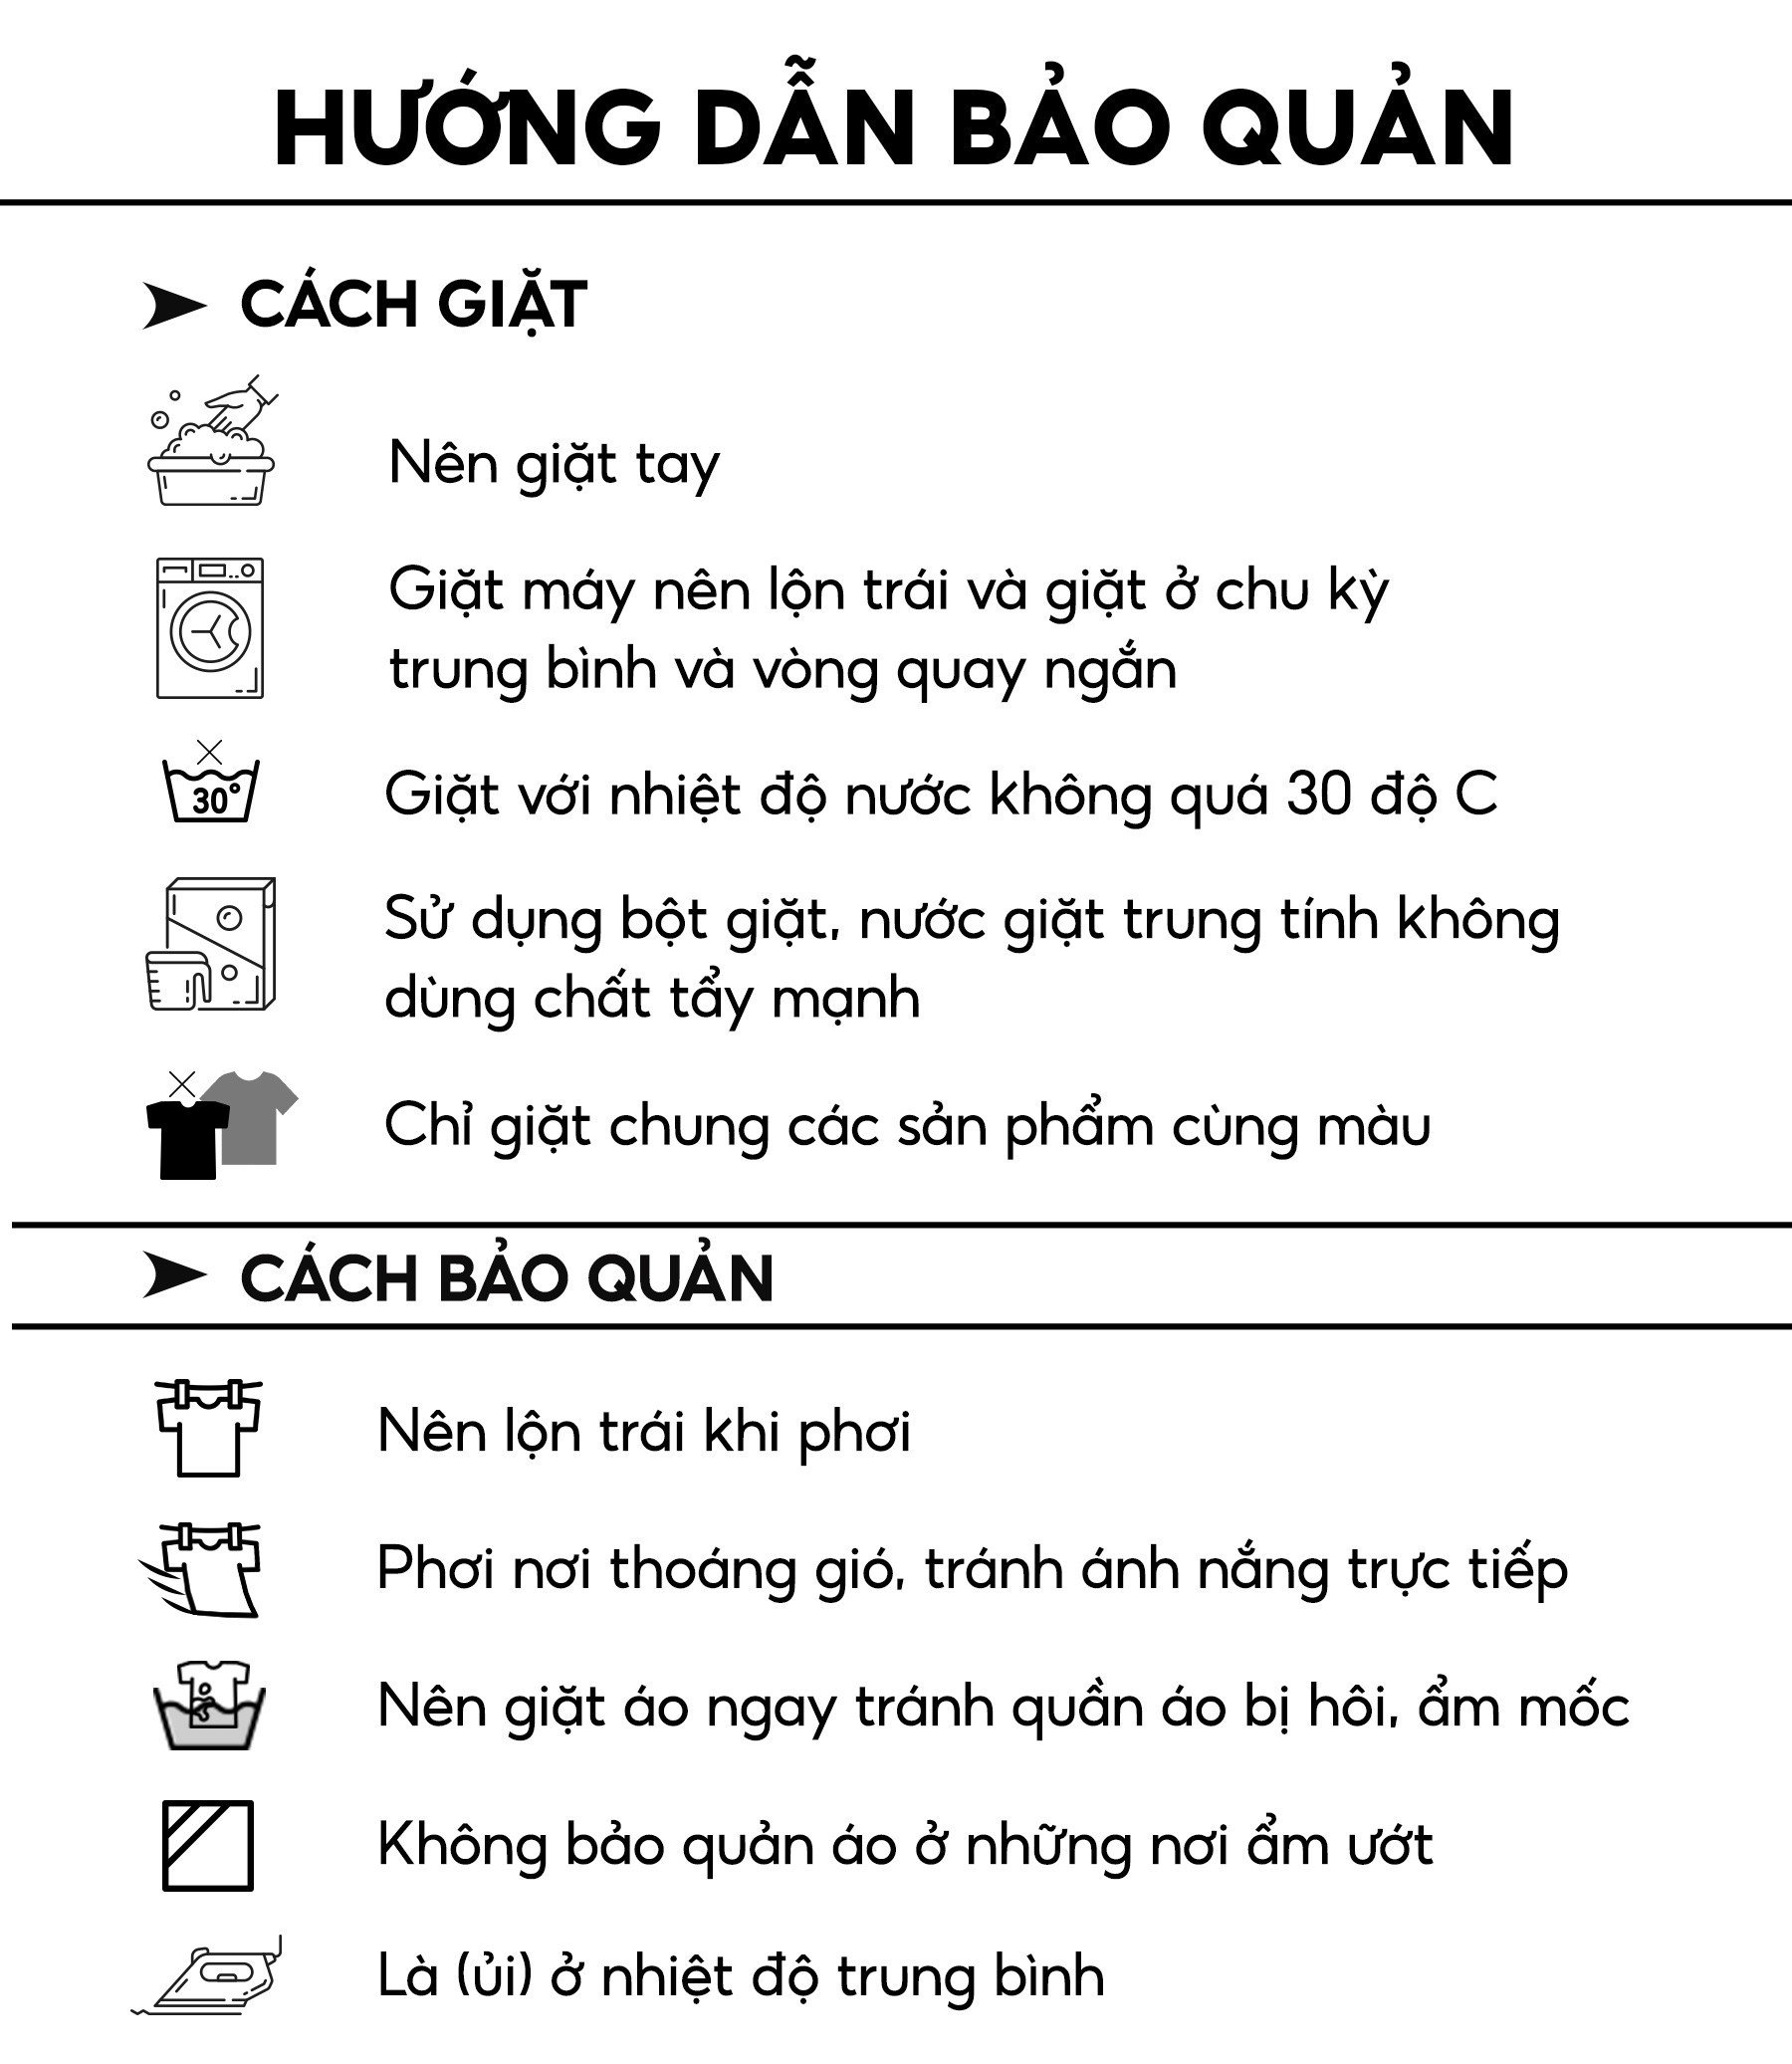 HƯỚNG DẪN BẢO QUẢN
CÁCH GIẶT
Nên giặt tay
Giặt máy nên lộn trái và giặt ở chu kỳ
trung bình và vòng quay ngắn
30°
Giặt với nhiệt độ nước không quá 30 độ C
Sử dụng bột giặt, nước giặt trung tính không
dùng chất tẩy mạnh
Chỉ giặt chung các sản phẩm cùng màu
CÁCH BẢO QUẢN
Nên lộn trái khi phơi
Phơi nơi thoáng gió, tránh ánh nắng trực tiếp
Nên giặt áo ngay tránh quần áo bị hôi, ẩm mốc
Không bảo quản áo ở những nơi ẩm ướt
Là (ủi) ở nhiệt độ trung bình